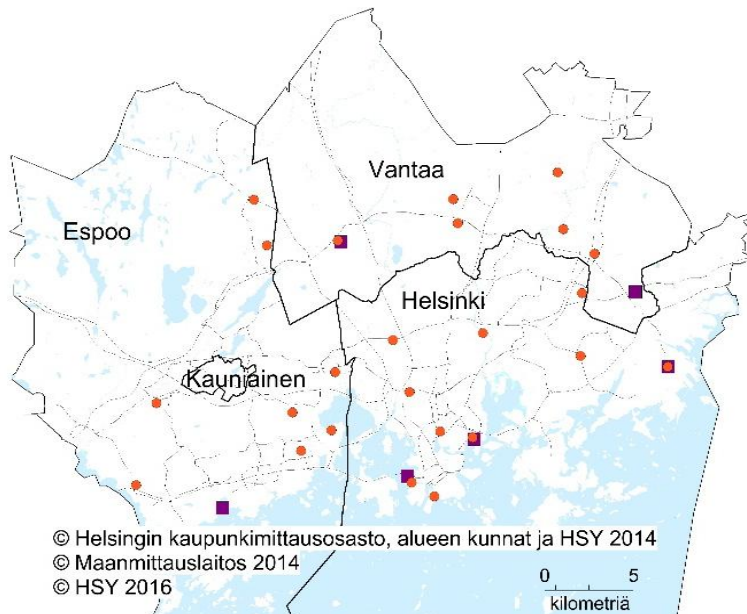 Vantaa
Espoo
Helsinki
Kauniainen
© Helsingin kaupunkimittausosasto, alueen kunnat ja HSY 2014
© Maanmittauslaitos 2014
© HSY 2016
0 5
kilometriä